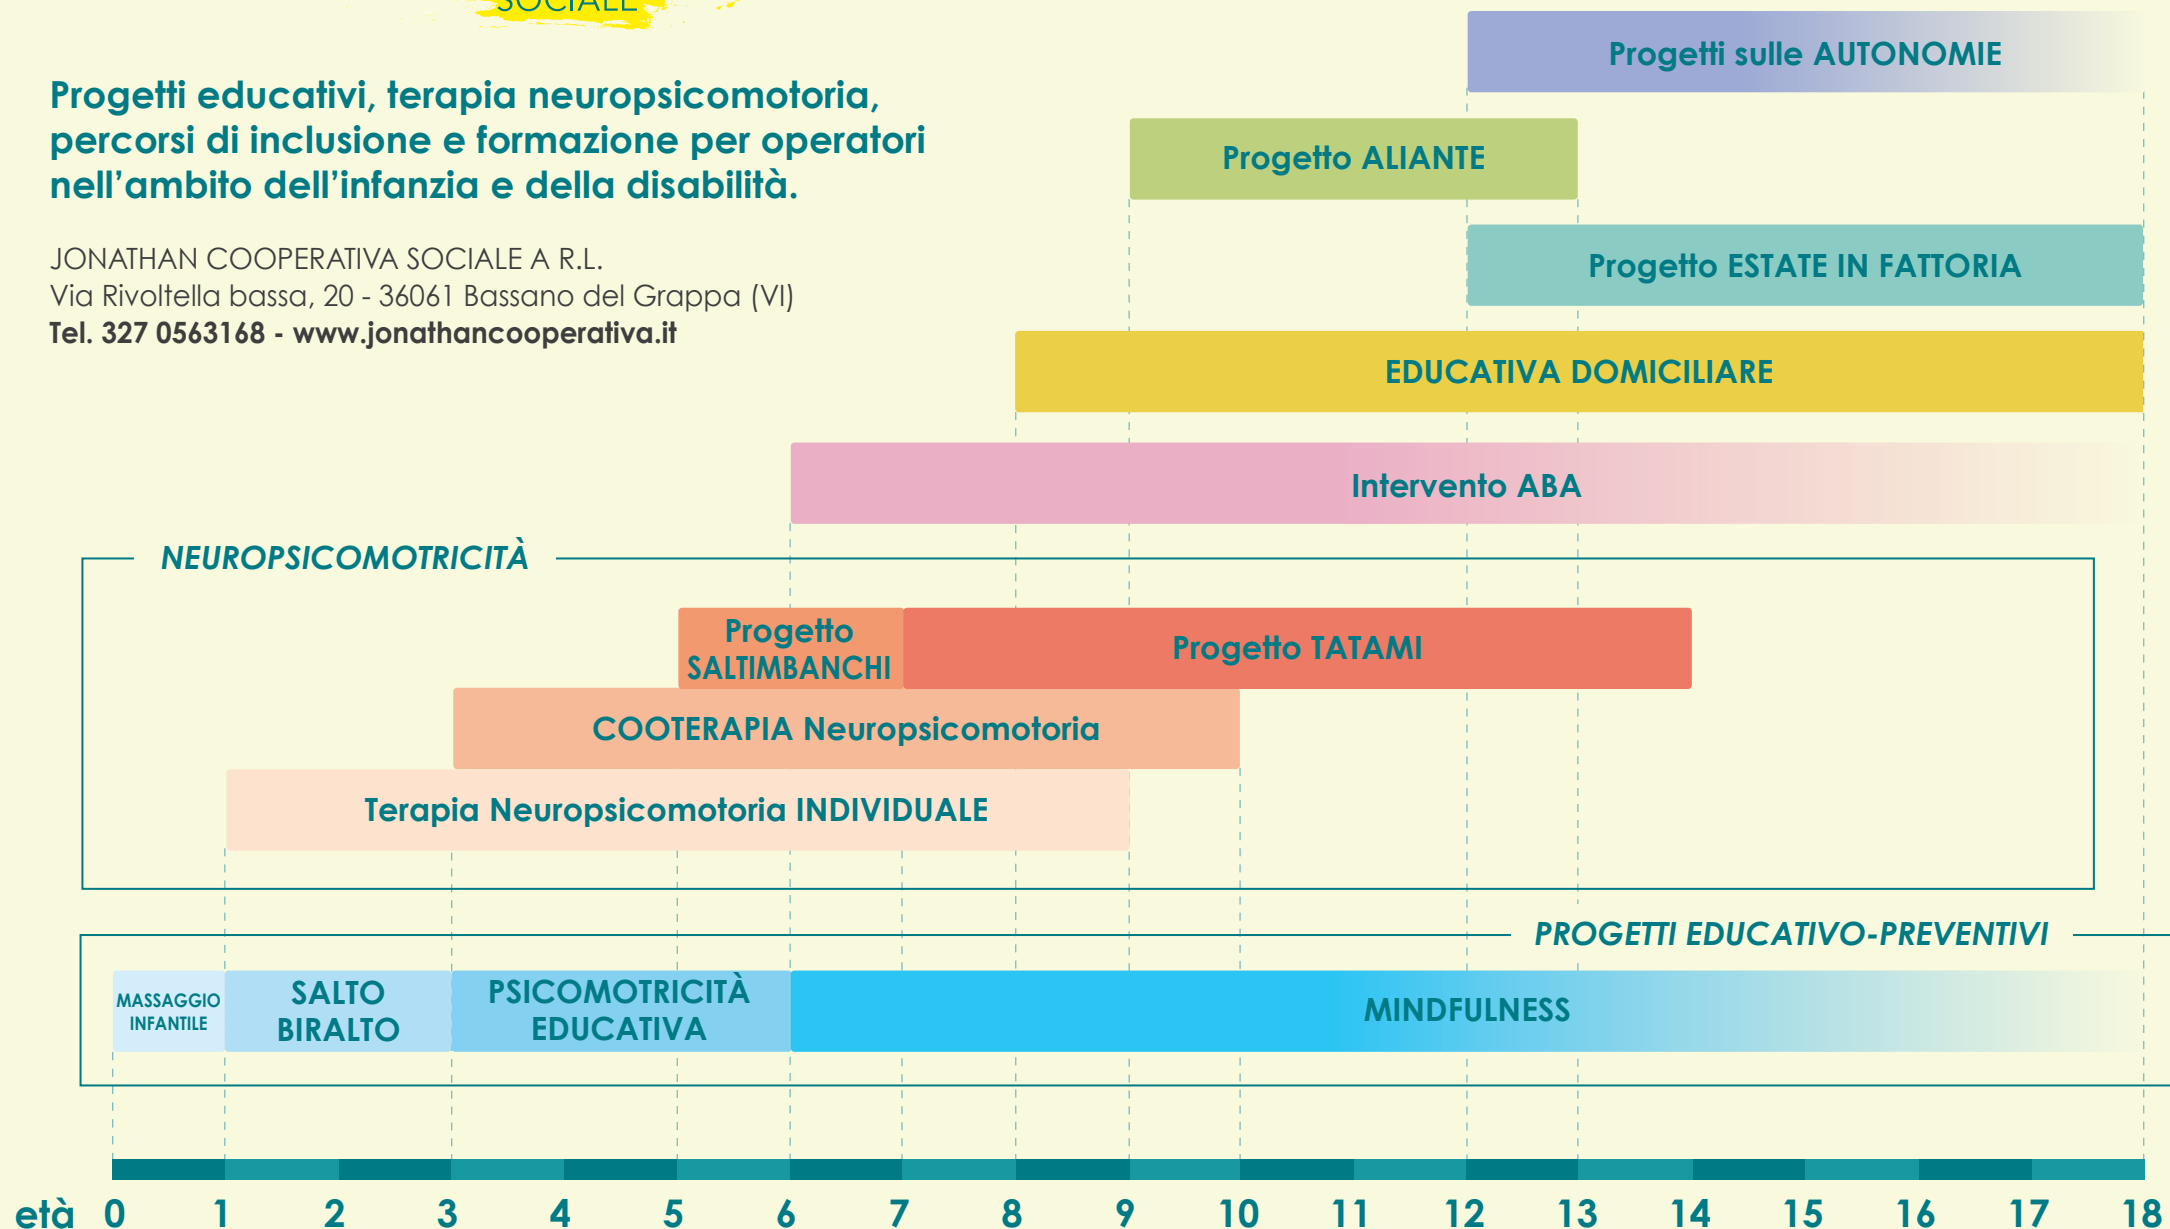 SOCIALE
Progetti educativi, terapia neuropsicomotoria,
percorsi di inclusione e formazione per operatori
nell’ambito dell’infanzia e della disabilità.
JONATHAN COOPERATIVA SOCIALE A R.L.
Via Rivoltella bassa, 20 - 36061 Bassano del Grappa (VI)
Tel. 327 0563168 - www.jonathancooperativa.it
Progetti sulle AUTONOMIE
Progetto ALIANTE
Progetto ESTATE IN FATTORIA
EDUCATIVA DOMICILIARE
Intervento ABA
NEUROPSICOMOTRICITÀ
Progetto
SALTIMBANCHI
Progetto TATAMI
COOTERAPIA Neuropsicomotoria
Terapia Neuropsicomotoria INDIVIDUALE
PROGETTI EDUCATIVO-PREVENTIVI
MASSAGGIO
INFANTILE
SALTO
BIRALTO
PSICOMOTRICITÀ
EDUCATIVA
MINDFULNESS
età 0 1 2 3 4 5 6 7 8 9 10 11 12 13 14 15 16 17 18